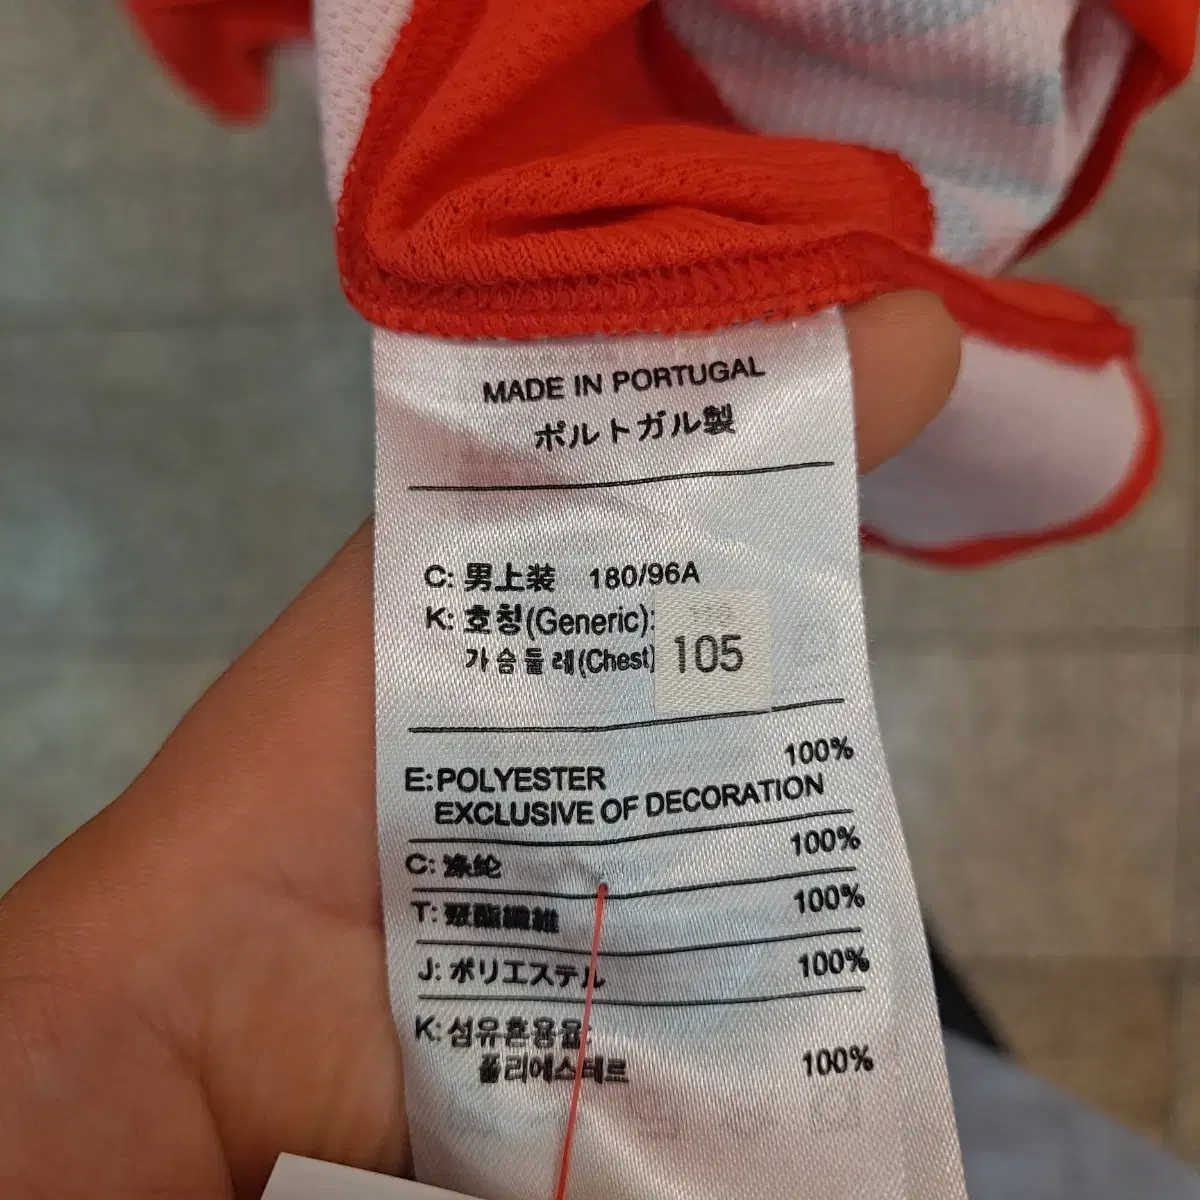 MADE IN PORTUGAL
ポルトガル製
C: 男上装 180/96A
K: 호칭(Generic):
가슴둘레(Chest) 105
E: POLYESTER 100%
EXCLUSIVE OF DECORATION
C: 涤纶 100%
T: 聚酯纖維 100%
J: ポリエステル 100%
K: 섬유혼용율:
폴리에스테르 100%